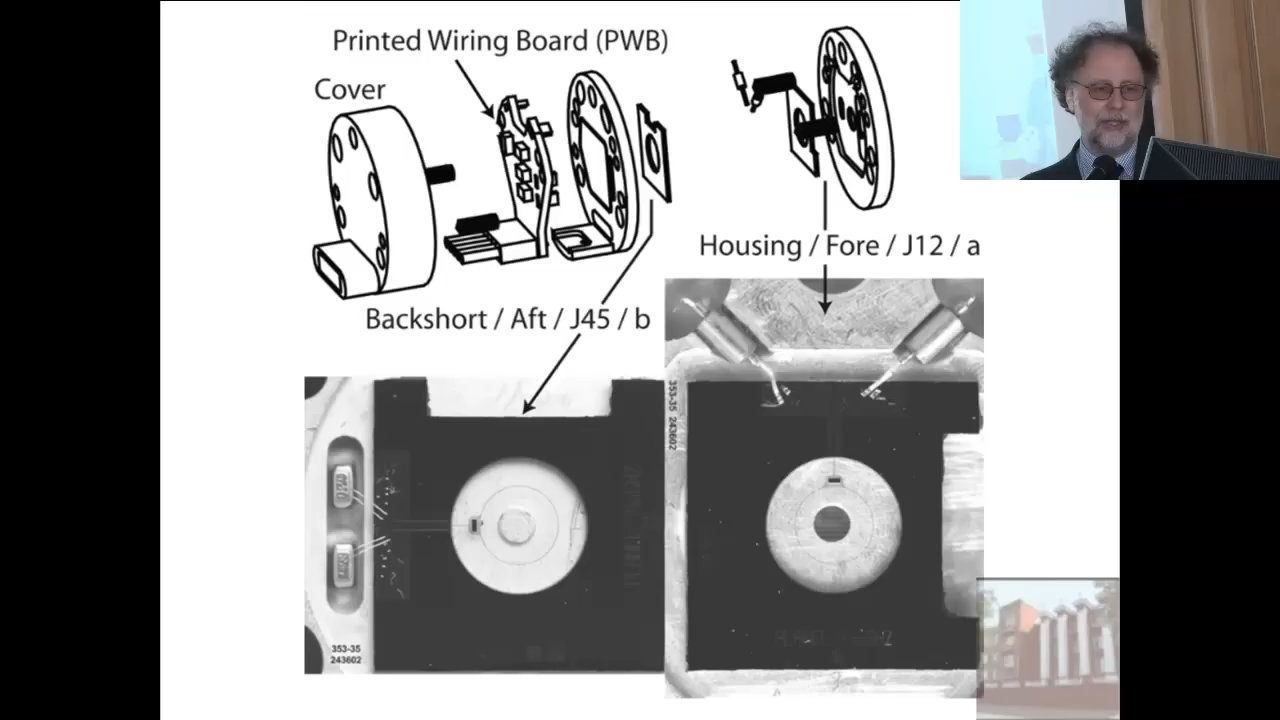 Printed Wiring Board (PWB)
Cover
Housing / Fore / J12 / a
Backshort / Aft / J45 / b
353-35 243602
353-35
243602